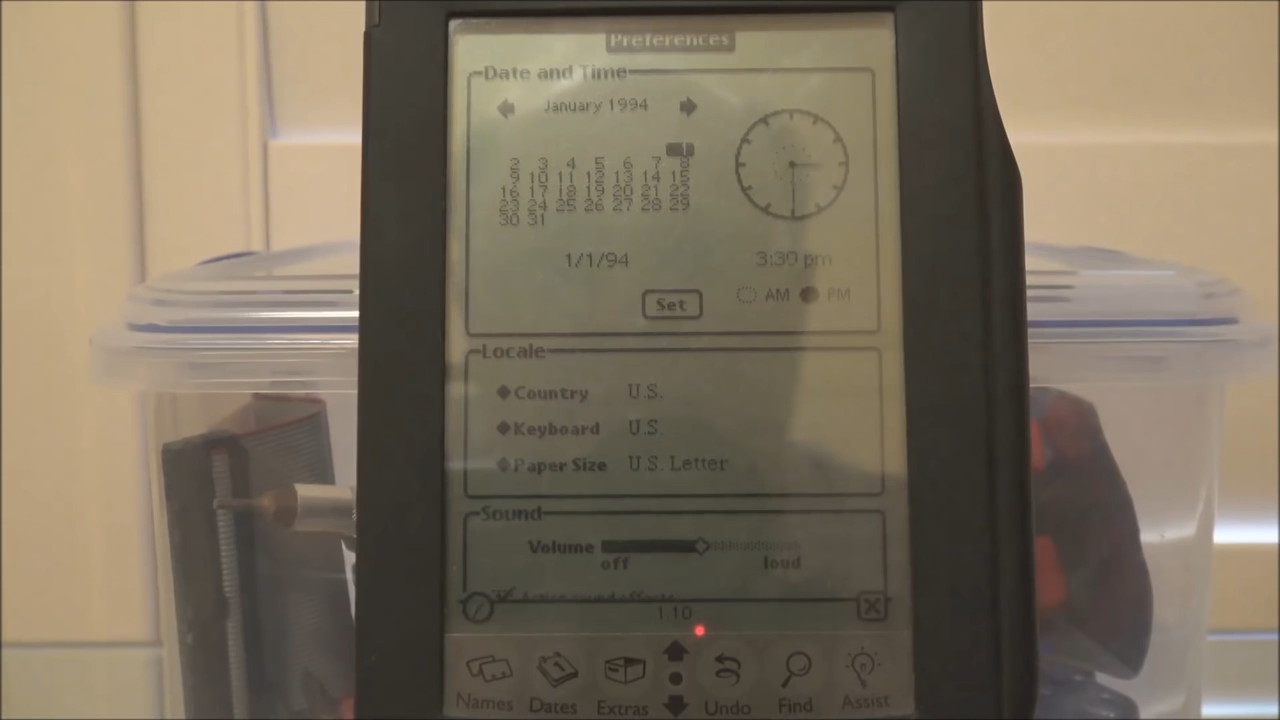 Preferences
Date and Time
January 1994
1
2 3 4 5 6 7 8
9 10 11 12 13 14 15
16 17 18 19 20 21 22
23 24 25 26 27 28 29
30 31
1/1/94
3:30 pm
Set
AM PM
Locale
Country U.S.
Keyboard U.S.
Paper Size U.S. Letter
Sound
Volume
off loud
Action sound effects
1.10
Names Dates Extras Undo Find Assist